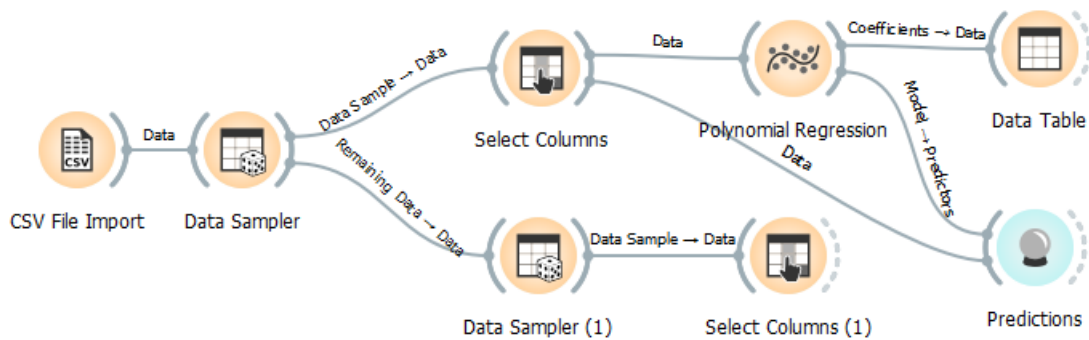 Coefficients → Data
Data
Data Sample → Data
Data Table
Select Columns
Polynomial Regression
Model → Predictors
Data
CSV
Data
CSV File Import
Data Sampler
Remaining Data → Data
Data Sample → Data
Data Sampler (1)
Select Columns (1)
Predictions